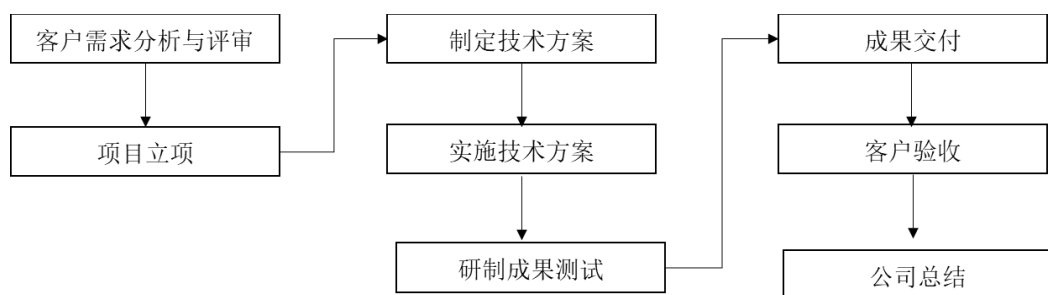 客户需求分析与评审
项目立项
制定技术方案
实施技术方案
研制成果测试
成果交付
客户验收
公司总结